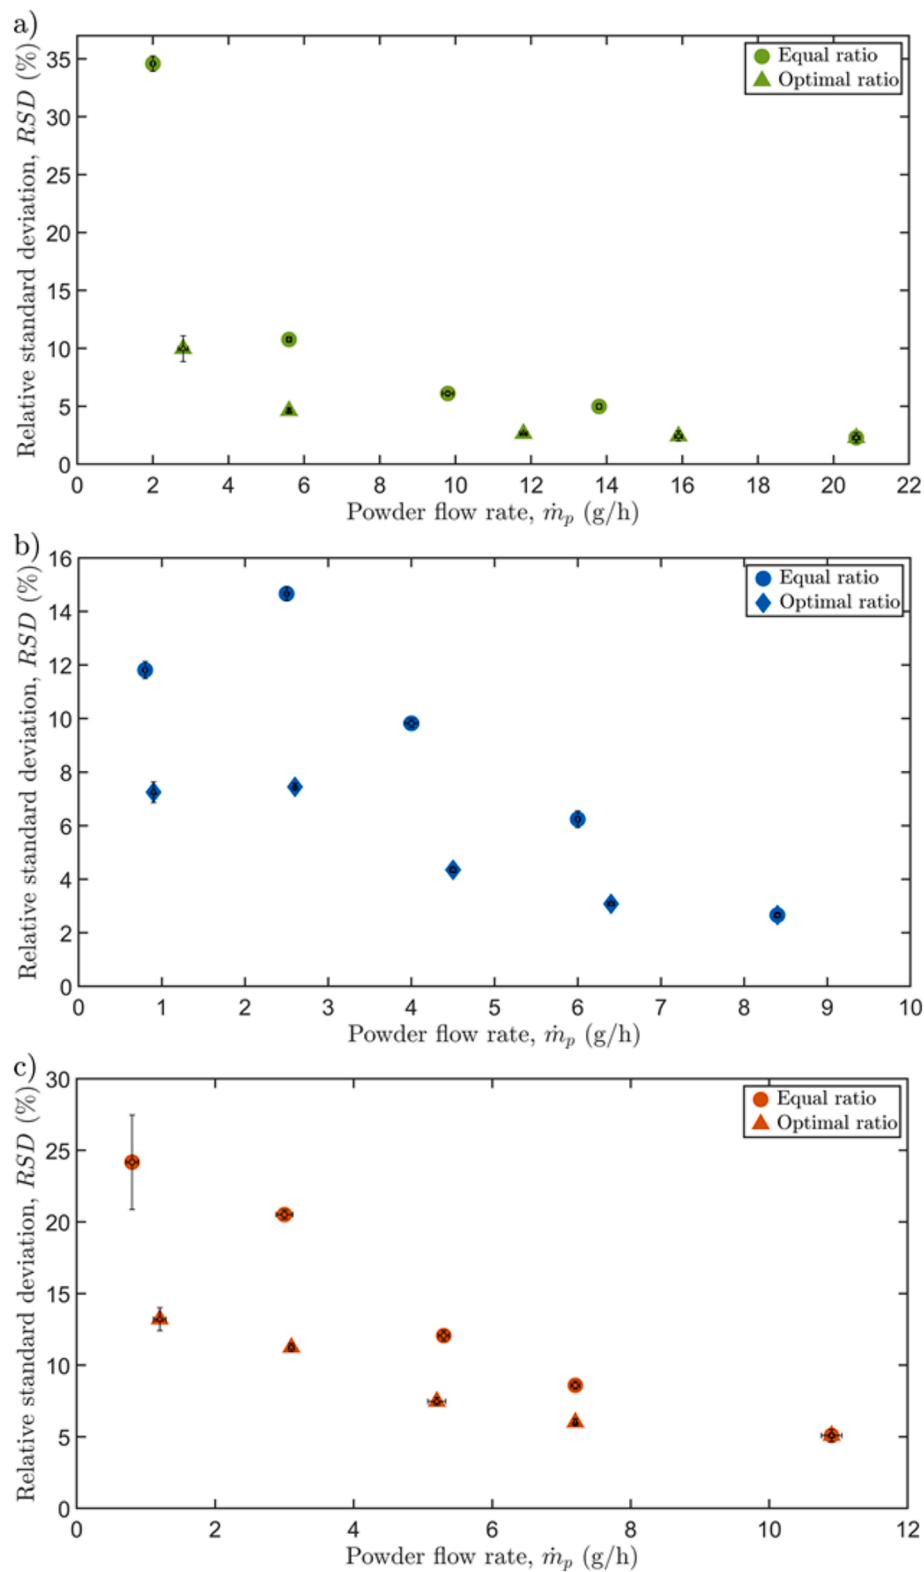 a)
Relative standard deviation, RSD (%)
35
30
25
20
15
10
5
0
Equal ratio
Optimal ratio
0 2 4 6 8 10 12 14 16 18 20 22
Powder flow rate, ṁₚ (g/h)
b)
Relative standard deviation, RSD (%)
16
14
12
10
8
6
4
2
0
Equal ratio
Optimal ratio
0 1 2 3 4 5 6 7 8 9 10
Powder flow rate, ṁₚ (g/h)
c)
Relative standard deviation, RSD (%)
30
25
20
15
10
5
0
Equal ratio
Optimal ratio
0 2 4 6 8 10 12
Powder flow rate, ṁₚ (g/h)